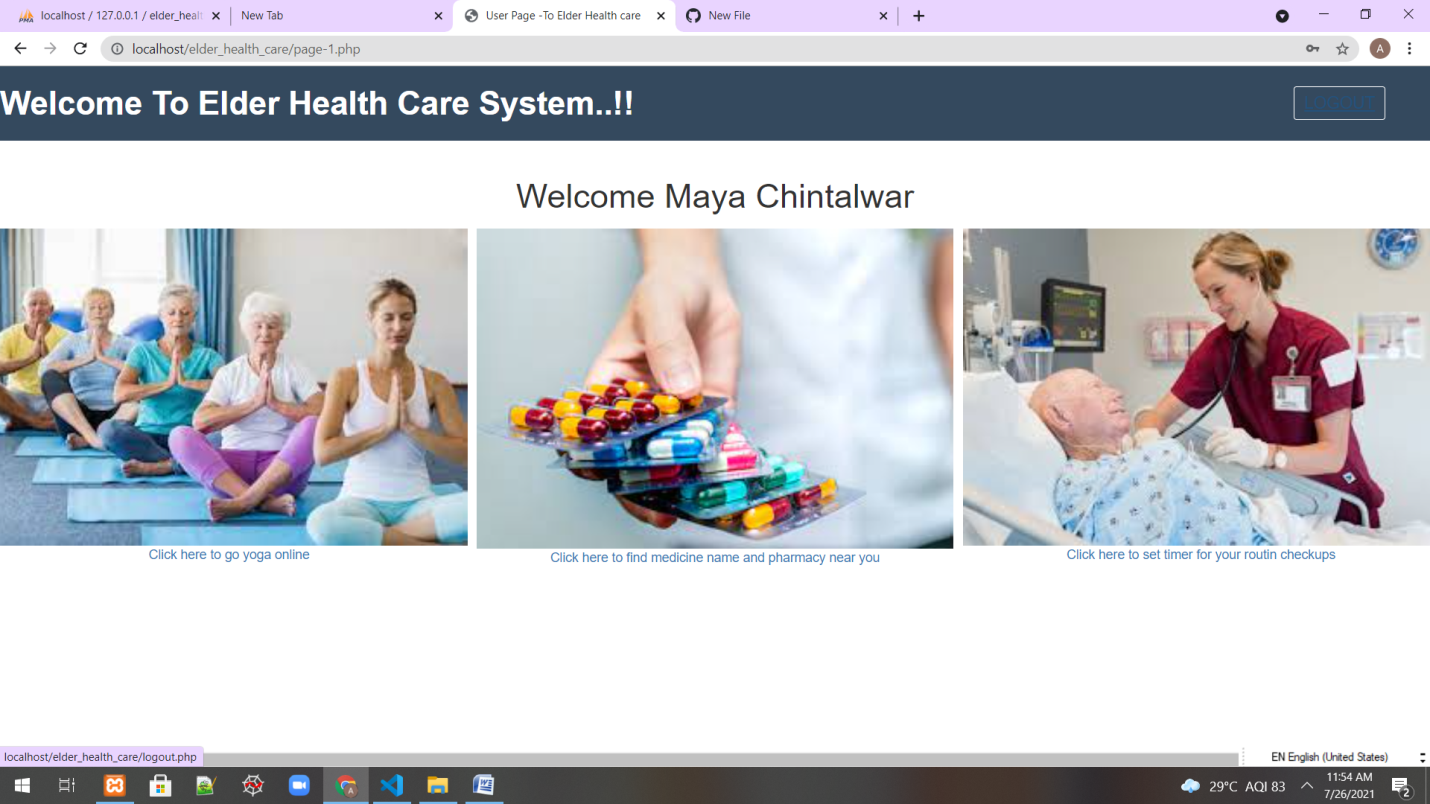 localhost / 127.0.0.1 / elder_healt
New Tab
User Page -To Elder Health care
New File
localhost/elder_health_care/page-1.php
A
Welcome To Elder Health Care System..!!
LOGOUT
Welcome Maya Chintalwar
Click here to go yoga online
Click here to find medicine name and pharmacy near you
Click here to set timer for your routin checkups
localhost/elder_health_care/logout.php
EN English (United States)
29°C AQI 83
11:54 AM
7/26/2021
2